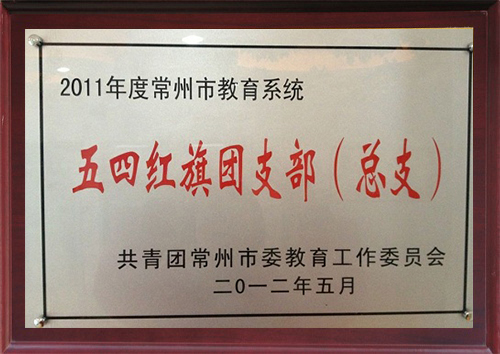 2011年度常州市教育系统
五四红旗团支部（总支）
共青团常州市委教育工作委员会
二0一二年五月